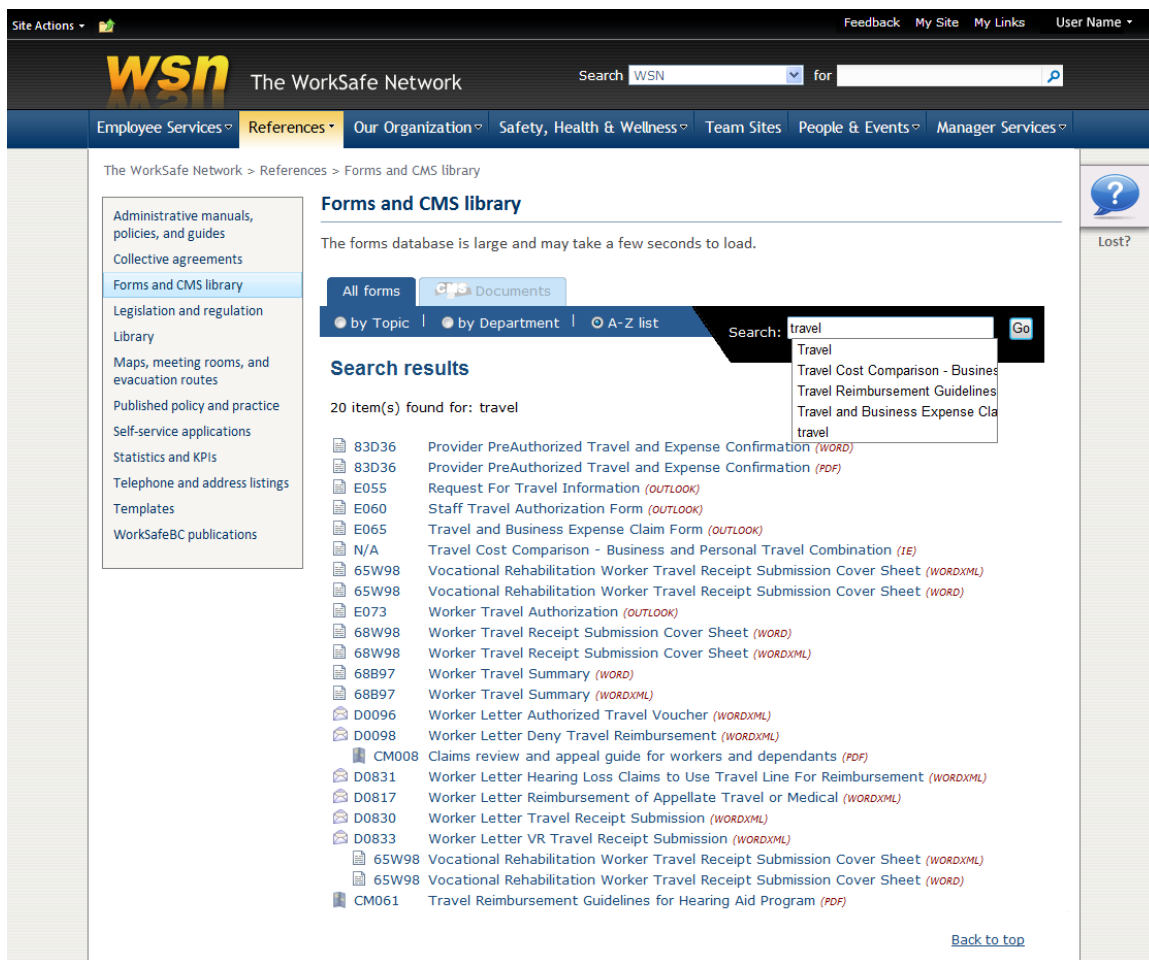 Site Actions
Feedback My Site My Links User Name
wsn The WorkSafe Network
Search WSN for
Employee Services References Our Organization Safety, Health & Wellness Team Sites People & Events Manager Services
The WorkSafe Network > References > Forms and CMS library
Administrative manuals,
policies, and guides
Collective agreements
Forms and CMS library
Legislation and regulation
Library
Maps, meeting rooms, and
evacuation routes
Published policy and practice
Self-service applications
Statistics and KPIs
Telephone and address listings
Templates
WorkSafeBC publications
Forms and CMS library
The forms database is large and may take a few seconds to load.
All forms CMS Documents
by Topic | by Department | A-Z list
Search: travel Go
Travel
Travel Cost Comparison - Busines
Travel Reimbursement Guidelines
Travel and Business Expense Cla
travel
Search results
20 item(s) found for: travel
83D36 Provider PreAuthorized Travel and Expense Confirmation (WORD)
83D36 Provider PreAuthorized Travel and Expense Confirmation (PDF)
E055 Request For Travel Information (OUTLOOK)
E060 Staff Travel Authorization Form (OUTLOOK)
E065 Travel and Business Expense Claim Form (OUTLOOK)
N/A Travel Cost Comparison - Business and Personal Travel Combination (IE)
65W98 Vocational Rehabilitation Worker Travel Receipt Submission Cover Sheet (WORDXML)
65W98 Vocational Rehabilitation Worker Travel Receipt Submission Cover Sheet (WORD)
E073 Worker Travel Authorization (OUTLOOK)
68W98 Worker Travel Receipt Submission Cover Sheet (WORD)
68W98 Worker Travel Receipt Submission Cover Sheet (WORDXML)
68B97 Worker Travel Summary (WORD)
68B97 Worker Travel Summary (WORDXML)
D0096 Worker Letter Authorized Travel Voucher (WORDXML)
D0098 Worker Letter Deny Travel Reimbursement (WORDXML)
CM008 Claims review and appeal guide for workers and dependants (PDF)
D0831 Worker Letter Hearing Loss Claims to Use Travel Line For Reimbursement (WORDXML)
D0817 Worker Letter Reimbursement of Appellate Travel or Medical (WORDXML)
D0830 Worker Letter Travel Receipt Submission (WORDXML)
D0833 Worker Letter VR Travel Receipt Submission (WORDXML)
65W98 Vocational Rehabilitation Worker Travel Receipt Submission Cover Sheet (WORDXML)
65W98 Vocational Rehabilitation Worker Travel Receipt Submission Cover Sheet (WORD)
CM061 Travel Reimbursement Guidelines for Hearing Aid Program (PDF)
Back to top
?
Lost?